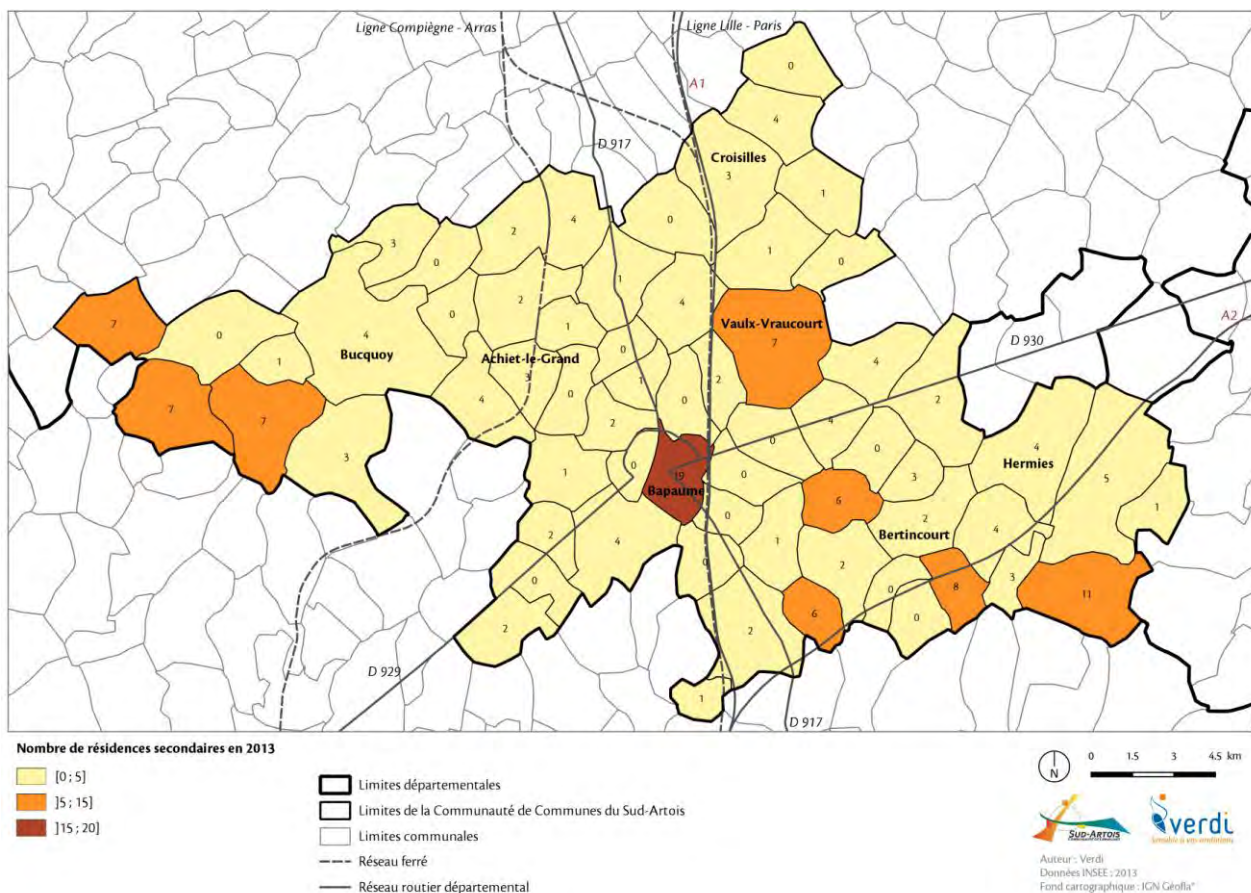 Ligne Compiègne - Arras
Ligne Lille - Paris
0
A1
4
D 917
Croisilles
3
1
4
0
2
3
1
0
0
1
7
2
4
Vaulx-Vraucourt
7
A2
0
4
0
1
D 930
Bucquoy
1
Achiet-le-Grand
0
4
3
1
2
2
7
7
4
0
0
4
2
0
0
4
3
1
0
19
0
3
Hermies
5
Bapaume
6
1
2
4
0
2
Bertincourt
4
1
0
2
0
3
0
8
11
2
6
0
2
D 929
1
D 917
Nombre de résidences secondaires en 2013
[0 ; 5]
]5 ; 15]
]15 ; 20]
Limites départementales
Limites de la Communauté de Communes du Sud-Artois
Limites communales
Réseau ferré
Réseau routier départemental
N
0 1.5 3 4.5 km
SUD-ARTOIS
verdi
Auteur : Verdi
Données INSEE : 2013
Fond cartographique : IGN Géofla®